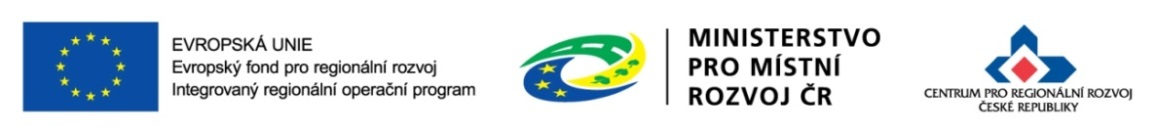 EVROPSKÁ UNIE
Evropský fond pro regionální rozvoj
Integrovaný regionální operační program
MINISTERSTVO
PRO MÍSTNÍ
ROZVOJ ČR
CENTRUM PRO REGIONÁLNÍ ROZVOJ
ČESKÉ REPUBLIKY